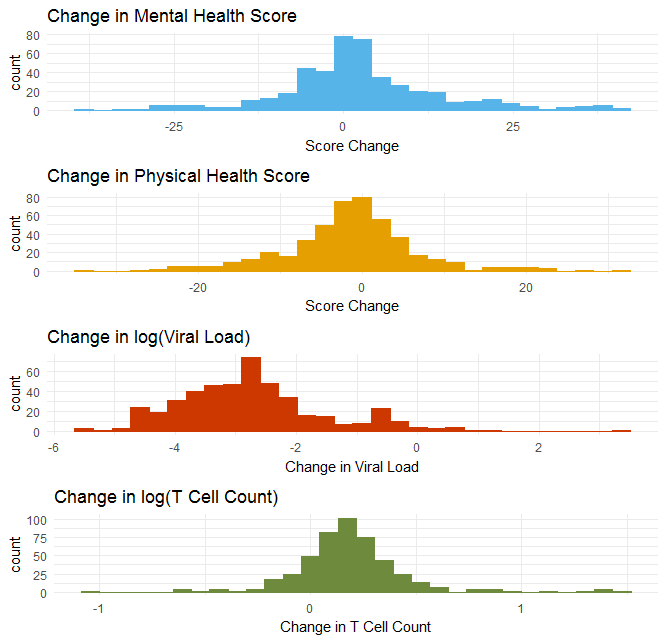 Change in Mental Health Score
80
60
40
20
0
count
-25 0 25
Score Change
Change in Physical Health Score
80
60
40
20
0
count
-20 0 20
Score Change
Change in log(Viral Load)
60
40
20
0
count
-6 -4 -2 0 2
Change in Viral Load
Change in log(T Cell Count)
100
75
50
25
0
count
-1 0 1
Change in T Cell Count